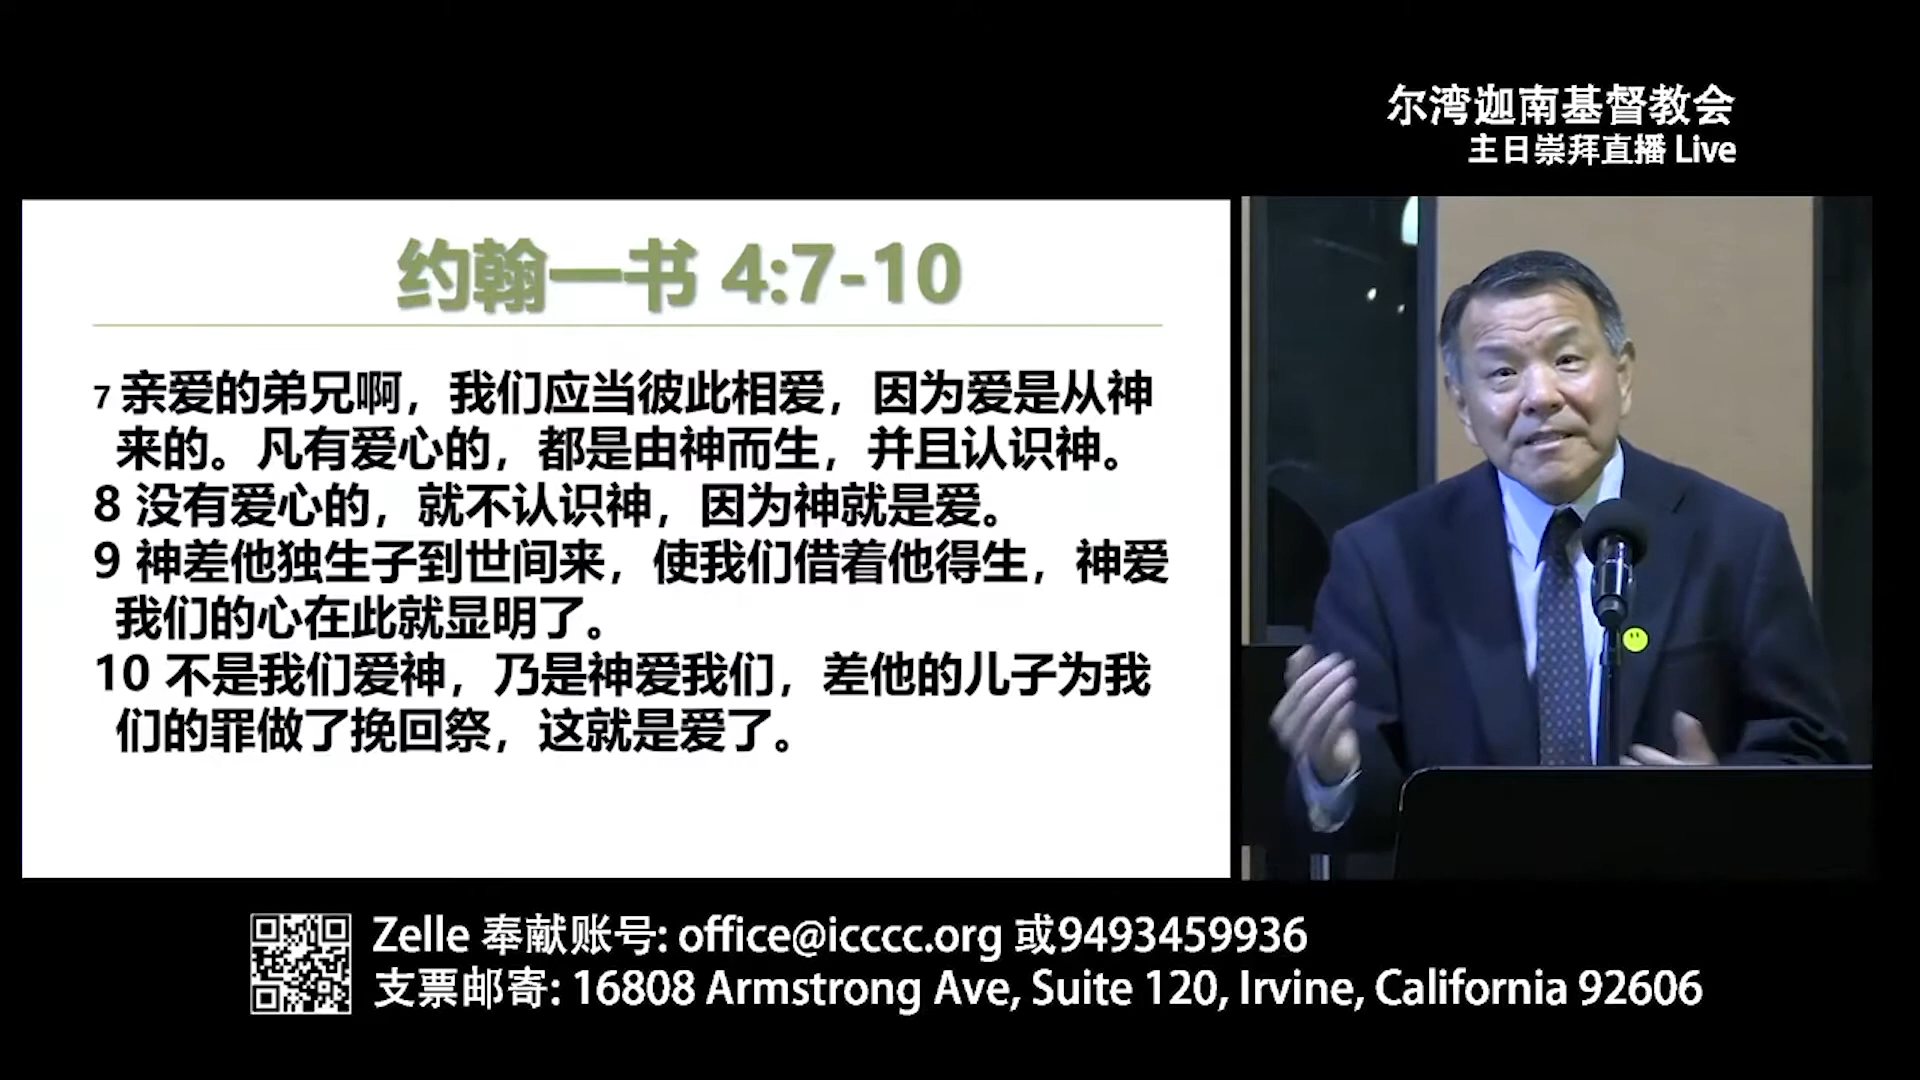 尔湾迦南基督教会
主日崇拜直播 Live
约翰一书 4:7-10
7 亲爱的弟兄啊，我们应当彼此相爱，因为爱是从神
来的。凡有爱心的，都是由神而生，并且认识神。
8 没有爱心的，就不认识神，因为神就是爱。
9 神差他独生子到世间来，使我们借着他得生，神爱
我们的心在此就显明了。
10 不是我们爱神，乃是神爱我们，差他的儿子为我
们的罪做了挽回祭，这就是爱了。
Zelle 奉献账号: office@icccc.org 或9493459936
支票邮寄: 16808 Armstrong Ave, Suite 120, Irvine, California 92606